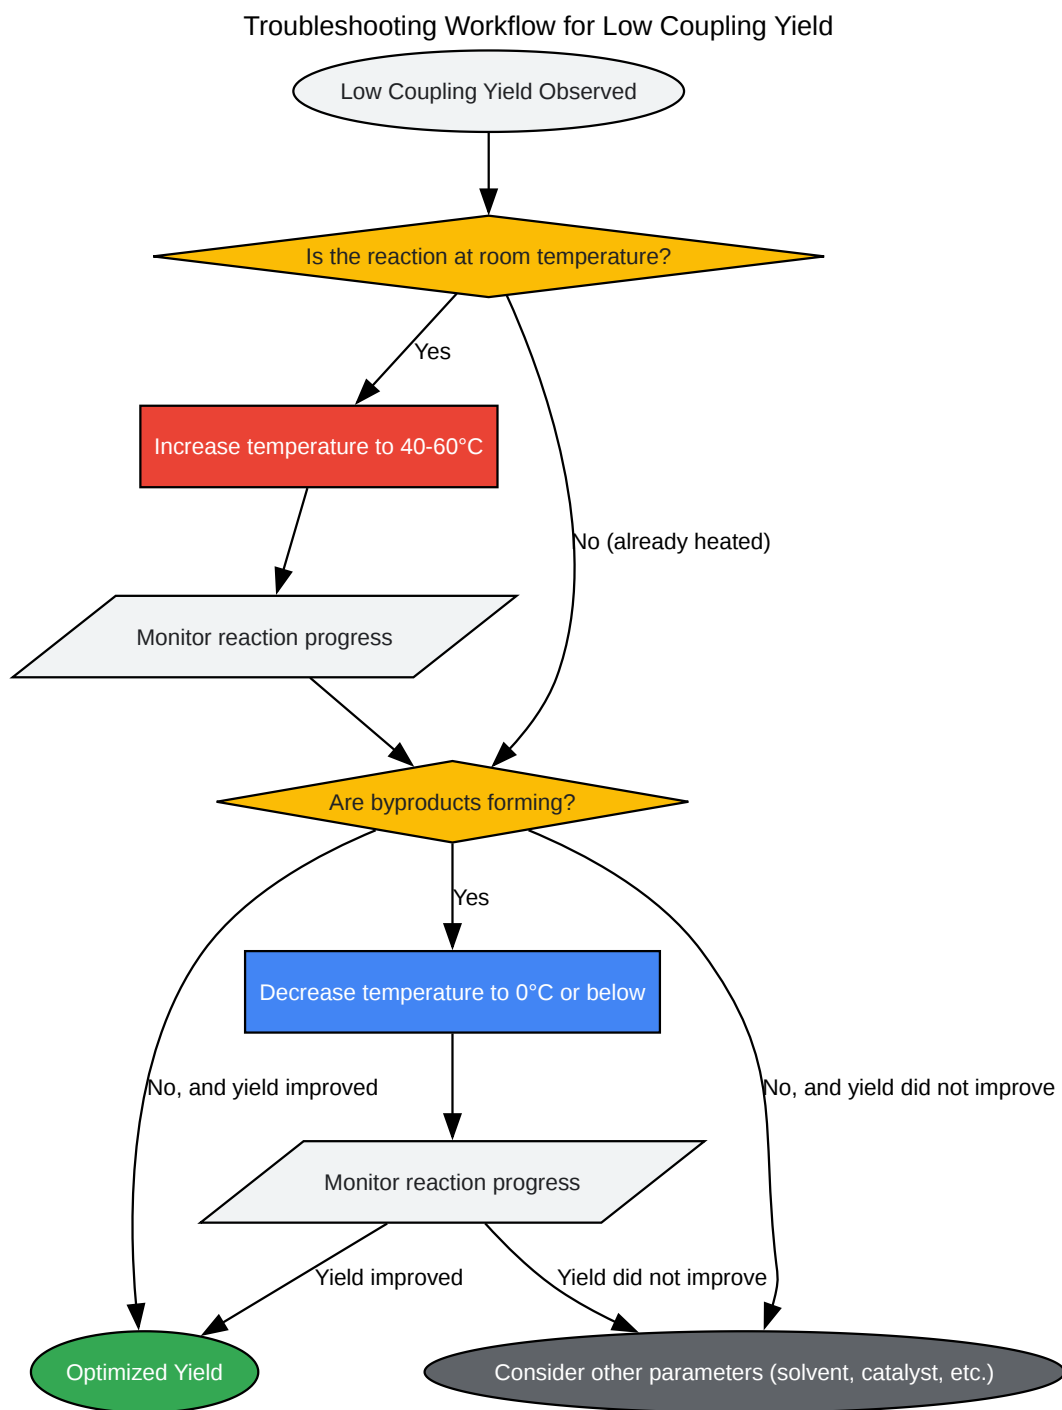 Troubleshooting Workflow for Low Coupling Yield
Low Coupling Yield Observed
Is the reaction at room temperature?
Yes
Increase temperature to 40-60°C
No (already heated)
Monitor reaction progress
Are byproducts forming?
Yes
Decrease temperature to 0°C or below
No, and yield improved
No, and yield did not improve
Monitor reaction progress
Yield improved
Yield did not improve
Optimized Yield
Consider other parameters (solvent, catalyst, etc.)